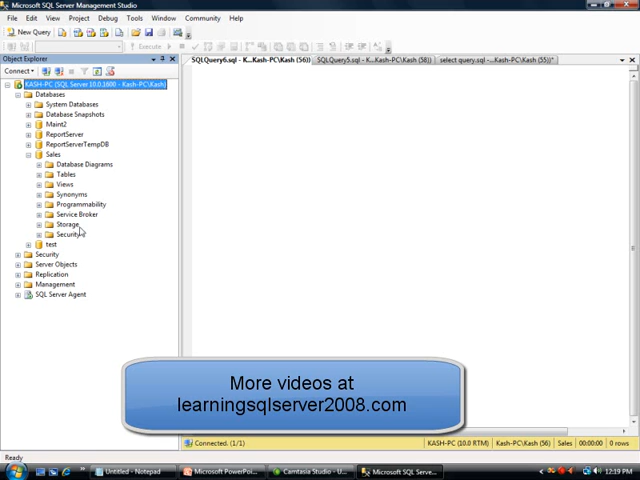 Microsoft SQL Server Management Studio
File Edit View Project Debug Tools Window Community Help
New Query
Execute
Object Explorer
SQLQuery6.sql - K...Kash-PC\Kash (56)) SQLQuery5.sql - K...Kash-PC\Kash (58)) select query.sql -...Kash-PC\Kash (55))*
Connect
KASH-PC (SQL Server 10.0.1600 - Kash-PC\Kash)
Databases
System Databases
Database Snapshots
Maint2
ReportServer
ReportServerTempDB
Sales
Database Diagrams
Tables
Views
Synonyms
Programmability
Service Broker
Storage
Security
test
Security
Server Objects
Replication
Management
SQL Server Agent
More videos at
learningsqlserver2008.com
Connected. (1/1) KASH-PC (10.0 RTM) Kash-PC\Kash (56) Sales 00:00:00 0 rows
Ready
Untitled - Notepad Microsoft PowerPoi... Camtasia Studio - U... Microsoft SQL Serve... 12:19 PM